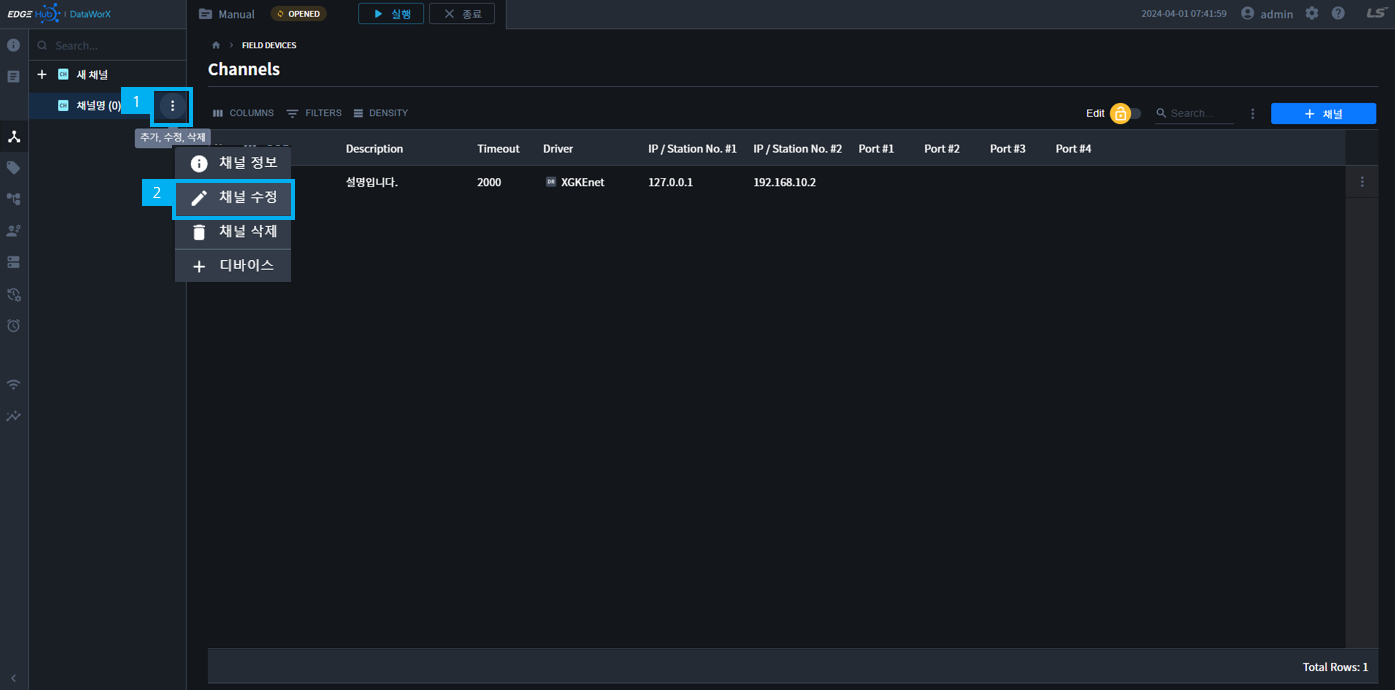 EDGE Hub | DataWorX
Manual
OPENED
실행
종료
2024-04-01 07:41:59
admin
LS
Search...
FIELD DEVICES
새 채널
Channels
채널명 (0)
1
추가, 수정, 삭제
COLUMNS
FILTERS
DENSITY
Edit
Search...
채널
Description
Timeout
Driver
IP / Station No. #1
IP / Station No. #2
Port #1
Port #2
Port #3
Port #4
설명입니다.
2000
DR
XGKEnet
127.0.0.1
192.168.10.2
채널 정보
2
채널 수정
채널 삭제
디바이스
Total Rows: 1